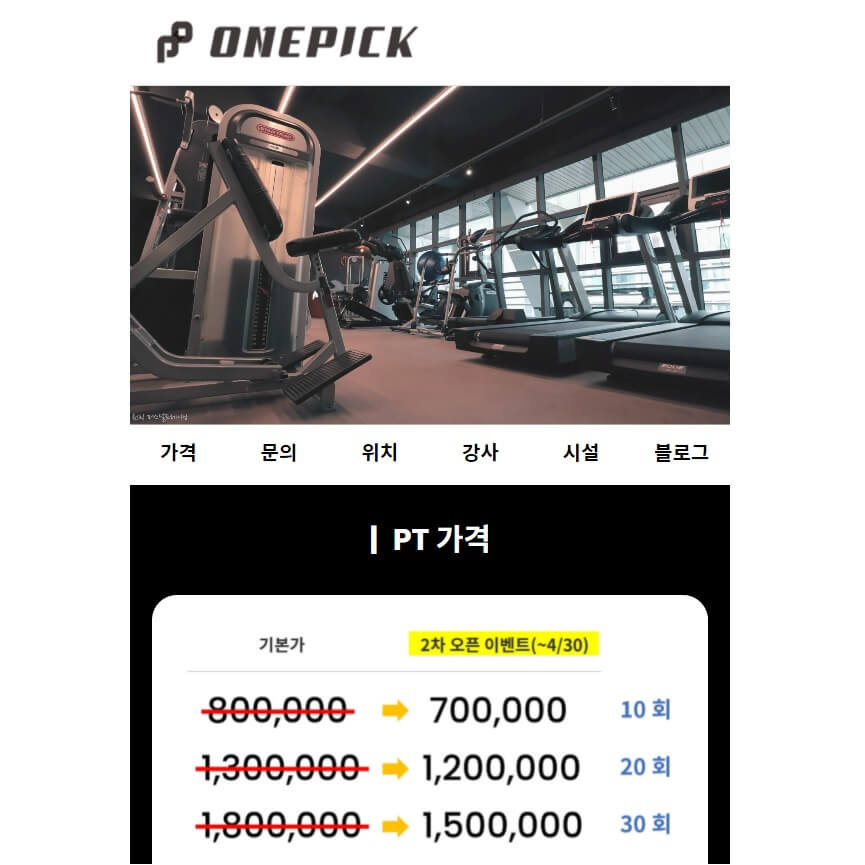 ONEPICK
가격 문의 위치 강사 시설 블로그
PT 가격
기본가 2차 오픈 이벤트(~4/30)
800,000 700,000 10 회
1,300,000 1,200,000 20 회
1,800,000 1,500,000 30 회